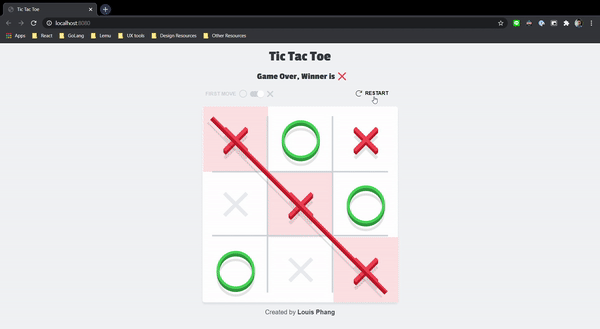 Tic Tac Toe
localhost:8080
Apps React GoLang Lemu UX tools Design Resources Other Resources
Tic Tac Toe
Game Over, Winner is
FIRST MOVE RESTART
Created by Louis Phang